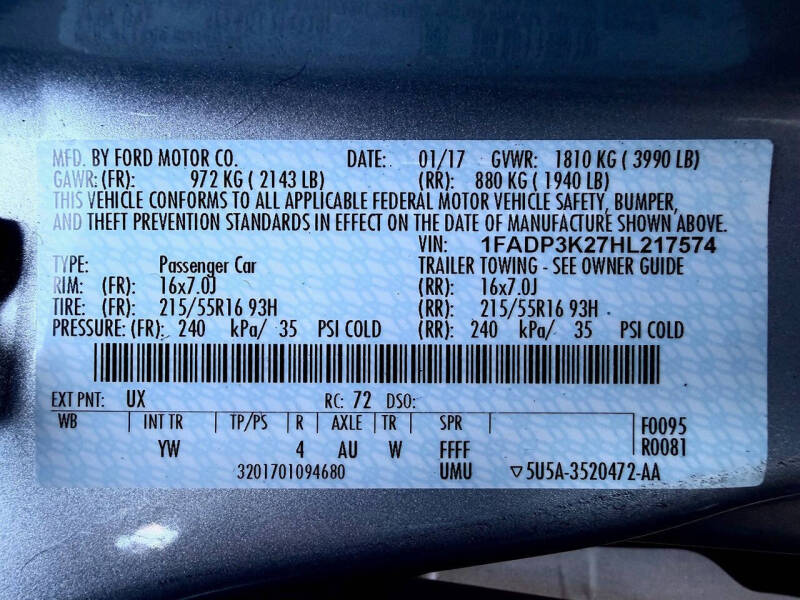 MFD. BY FORD MOTOR CO. DATE: 01/17 GVWR: 1810 KG ( 3990 LB)
GAWR: (FR): 972 KG ( 2143 LB) (RR): 880 KG ( 1940 LB)
THIS VEHICLE CONFORMS TO ALL APPLICABLE FEDERAL MOTOR VEHICLE SAFETY, BUMPER,
AND THEFT PREVENTION STANDARDS IN EFFECT ON THE DATE OF MANUFACTURE SHOWN ABOVE.
VIN: 1FADP3K27HL217574
TYPE: Passenger Car TRAILER TOWING - SEE OWNER GUIDE
RIM: (FR): 16x7.0J (RR): 16x7.0J
TIRE: (FR): 215/55R16 93H (RR): 215/55R16 93H
PRESSURE: (FR): 240 kPa/ 35 PSI COLD (RR): 240 kPa/ 35 PSI COLD
EXT PNT: UX RC: 72 DSO:
WB INT TR TP/PS R AXLE TR SPR F0095
YW 4 AU W FFFF R0081
3201701094680 UMU ▽5U5A-3520472-AA